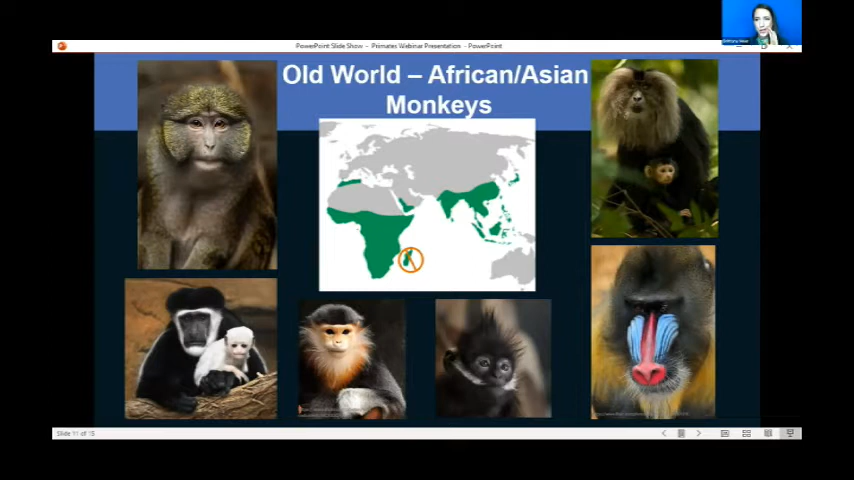 PowerPoint Slide Show - Primates Webinar Presentation - PowerPoint
Old World – African/Asian
Monkeys
Slide 11 of 15